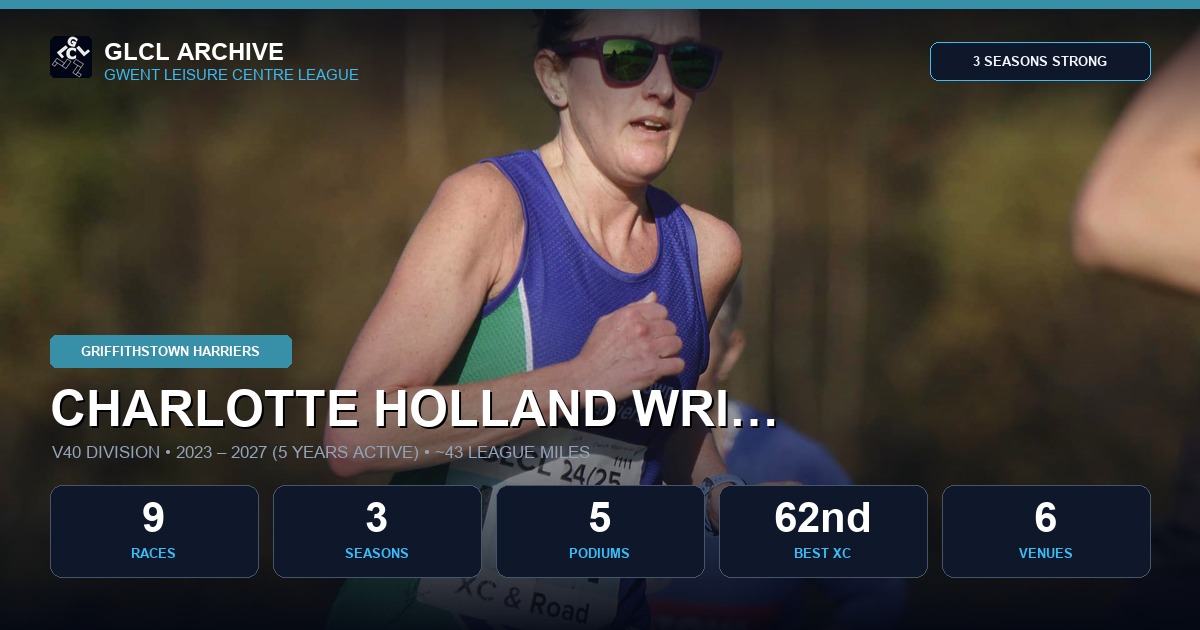 GLCL ARCHIVE
GWENT LEISURE CENTRE LEAGUE
3 SEASONS STRONG
GRIFFITHSTOWN HARRIERS
CHARLOTTE HOLLAND WRI...
V40 DIVISION • 2023 – 2027 (5 YEARS ACTIVE) • ~43 LEAGUE MILES
GLCL 24/25
9
RACES
3
SEASONS
5
PODIUMS
62nd
BEST XC
6
VENUES
XC & Road